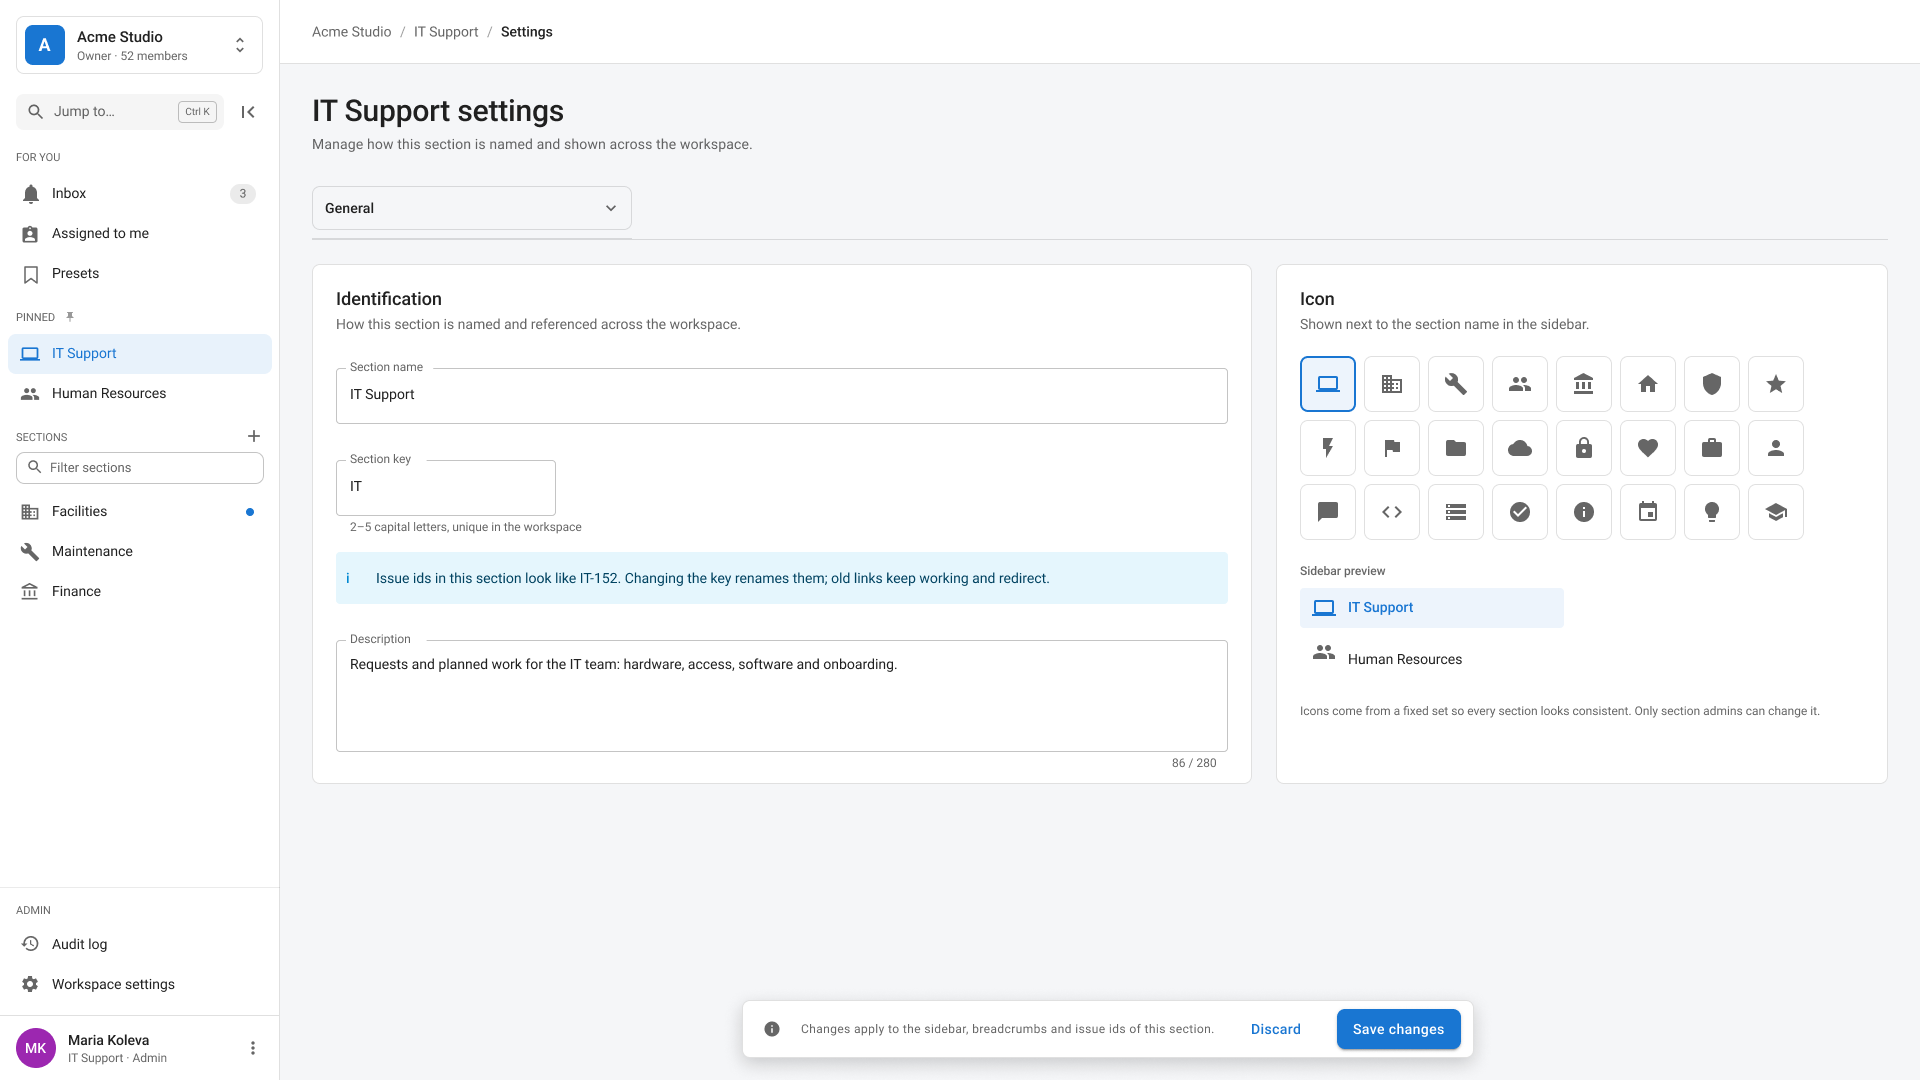 A
Acme Studio
Owner · 52 members
Jump to...
Ctrl K
FOR YOU
Inbox
3
Assigned to me
Presets
PINNED
IT Support
Human Resources
SECTIONS
Filter sections
Facilities
Maintenance
Finance
ADMIN
Audit log
Workspace settings
MK
Maria Koleva
IT Support · Admin
Acme Studio / IT Support / Settings
IT Support settings
Manage how this section is named and shown across the workspace.
General
Identification
How this section is named and referenced across the workspace.
Section name
IT Support
Section key
IT
2–5 capital letters, unique in the workspace
i
Issue ids in this section look like IT-152. Changing the key renames them; old links keep working and redirect.
Description
Requests and planned work for the IT team: hardware, access, software and onboarding.
86 / 280
Icon
Shown next to the section name in the sidebar.
Sidebar preview
IT Support
Human Resources
Icons come from a fixed set so every section looks consistent. Only section admins can change it.
Changes apply to the sidebar, breadcrumbs and issue ids of this section.
Discard
Save changes